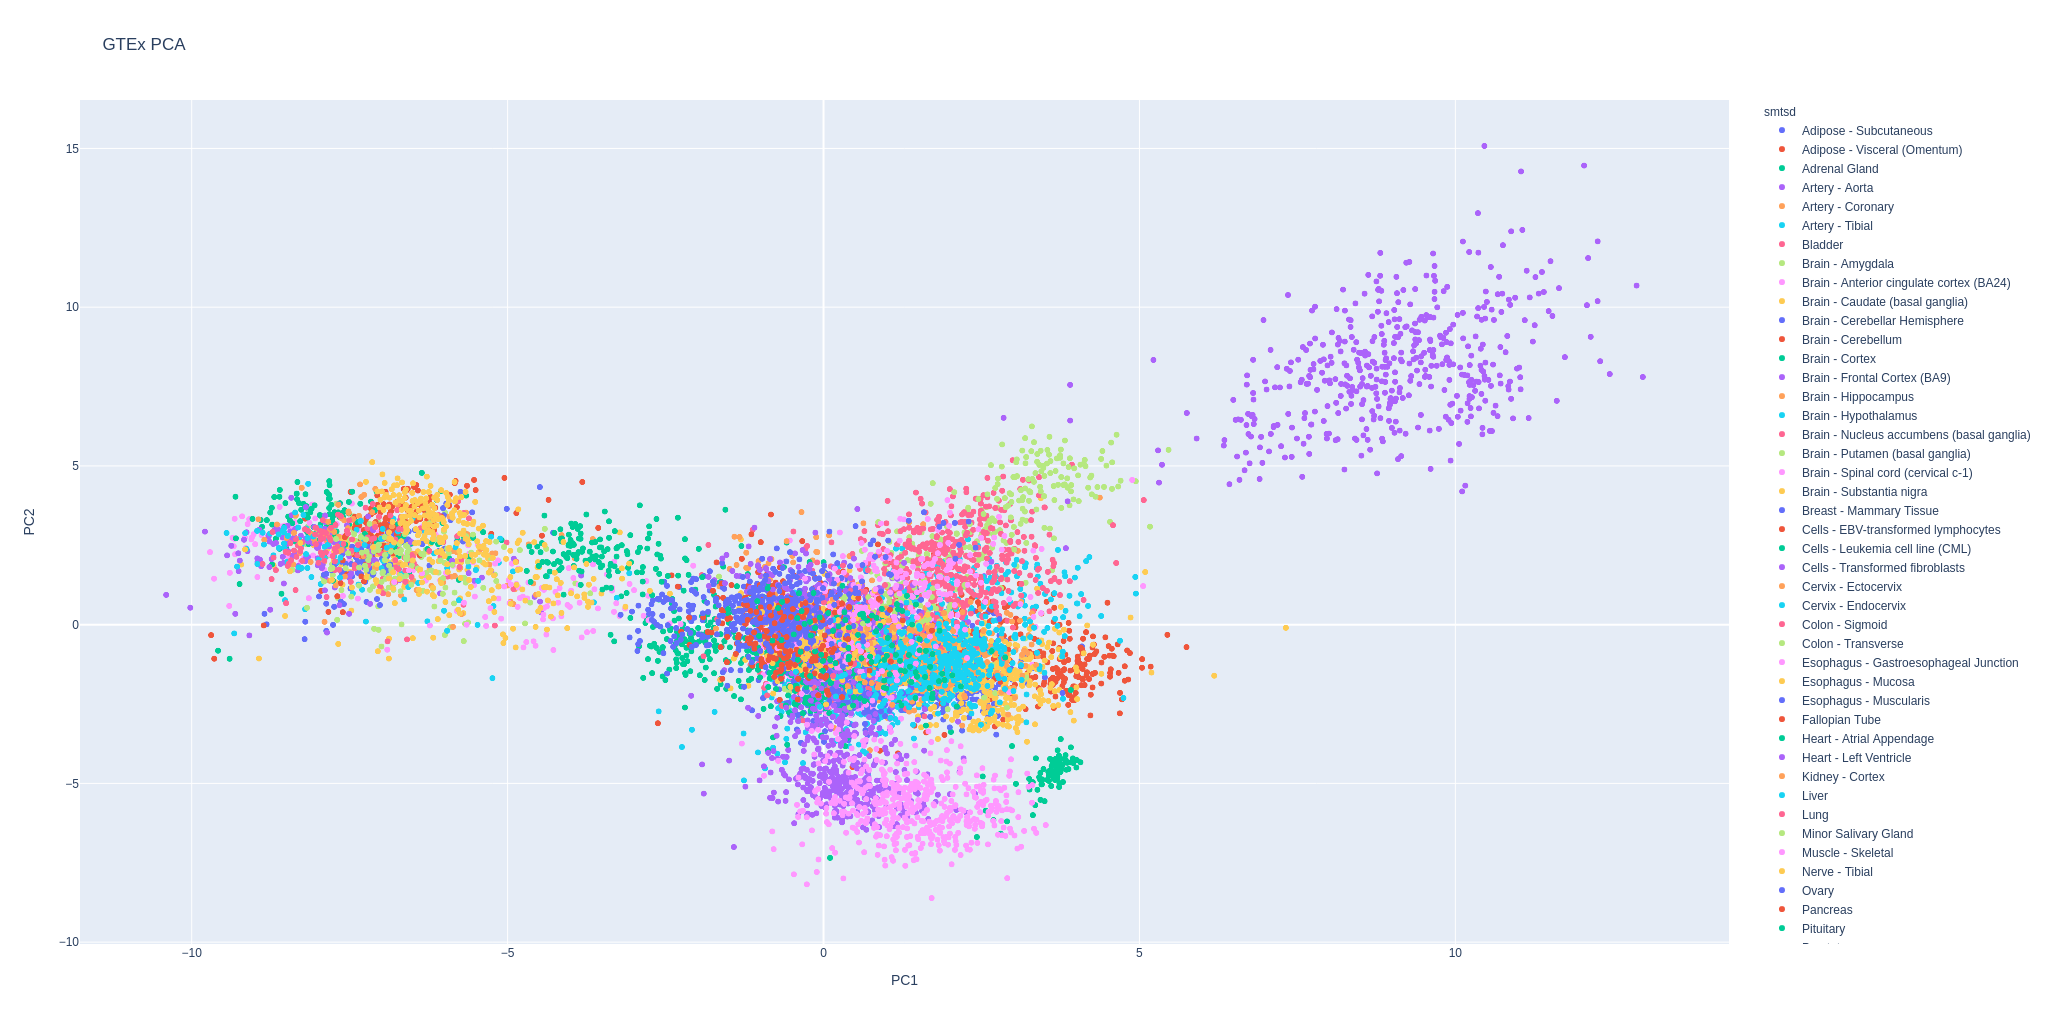 GTEx PCA
15
10
5
0
−5
−10
PC2
−10
−5
0
5
10
PC1
smtsd
Adipose - Subcutaneous
Adipose - Visceral (Omentum)
Adrenal Gland
Artery - Aorta
Artery - Coronary
Artery - Tibial
Bladder
Brain - Amygdala
Brain - Anterior cingulate cortex (BA24)
Brain - Caudate (basal ganglia)
Brain - Cerebellar Hemisphere
Brain - Cerebellum
Brain - Cortex
Brain - Frontal Cortex (BA9)
Brain - Hippocampus
Brain - Hypothalamus
Brain - Nucleus accumbens (basal ganglia)
Brain - Putamen (basal ganglia)
Brain - Spinal cord (cervical c-1)
Brain - Substantia nigra
Breast - Mammary Tissue
Cells - EBV-transformed lymphocytes
Cells - Leukemia cell line (CML)
Cells - Transformed fibroblasts
Cervix - Ectocervix
Cervix - Endocervix
Colon - Sigmoid
Colon - Transverse
Esophagus - Gastroesophageal Junction
Esophagus - Mucosa
Esophagus - Muscularis
Fallopian Tube
Heart - Atrial Appendage
Heart - Left Ventricle
Kidney - Cortex
Liver
Lung
Minor Salivary Gland
Muscle - Skeletal
Nerve - Tibial
Ovary
Pancreas
Pituitary